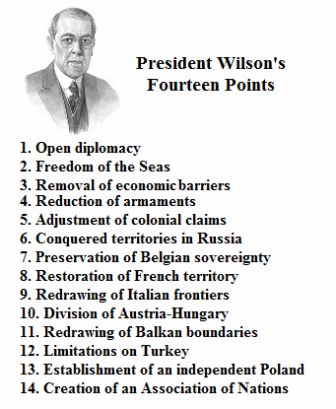 President Wilson's
Fourteen Points
1. Open diplomacy
2. Freedom of the Seas
3. Removal of economic barriers
4. Reduction of armaments
5. Adjustment of colonial claims
6. Conquered territories in Russia
7. Preservation of Belgian sovereignty
8. Restoration of French territory
9. Redrawing of Italian frontiers
10. Division of Austria-Hungary
11. Redrawing of Balkan boundaries
12. Limitations on Turkey
13. Establishment of an independent Poland
14. Creation of an Association of Nations